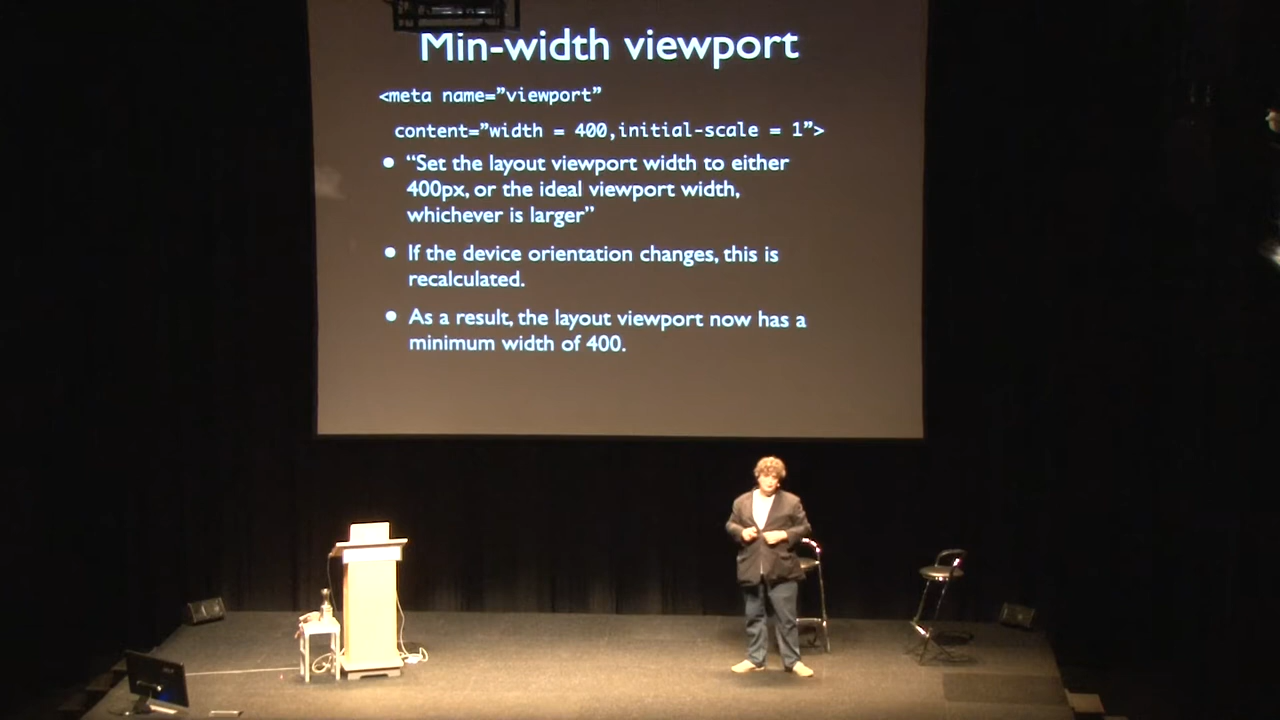 Min-width viewport
<meta name=”viewport”
content=”width = 400,initial-scale = 1”>
• “Set the layout viewport width to either
400px, or the ideal viewport width,
whichever is larger”
• If the device orientation changes, this is
recalculated.
• As a result, the layout viewport now has a
minimum width of 400.